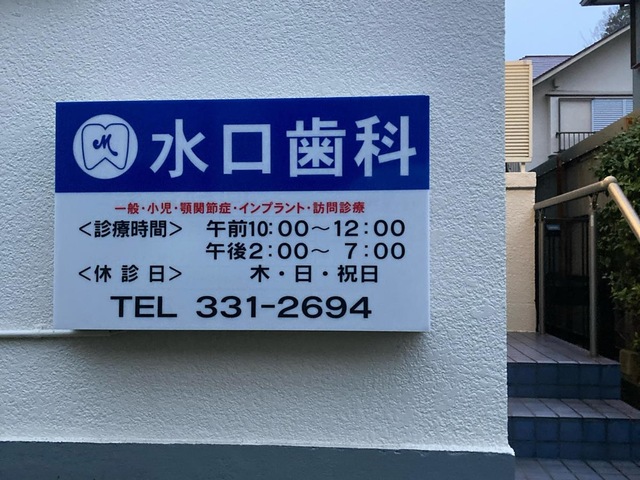 M
水口歯科
一般・小児・顎関節症・インプラント・訪問診療
<診療時間> 午前10:00〜12:00
午後2:00〜 7:00
<休診日> 木・日・祝日
TEL 331-2694